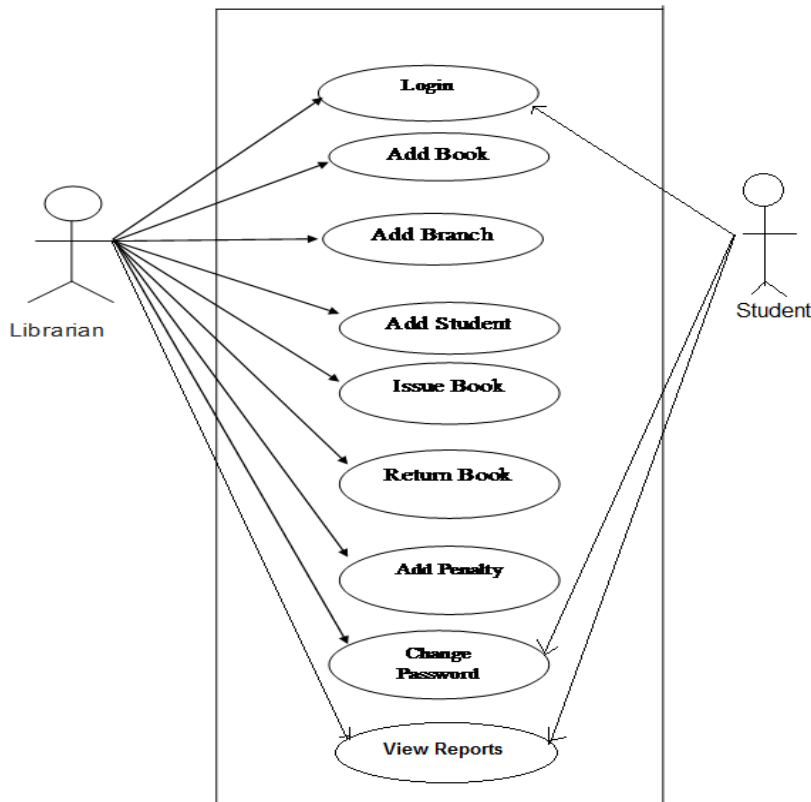 Login
Add Book
Add Branch
Librarian
Student
Add Student
Issue Book
Return Book
Add Penalty
Change
Password
View Reports